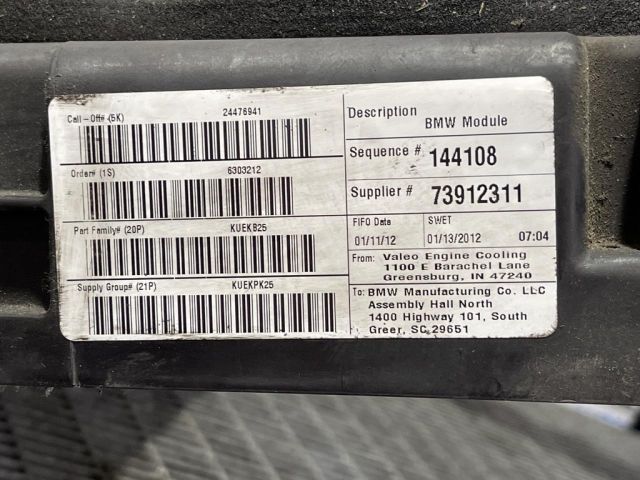 Call-Off# (5K) 24476941
Order# (1S) 6303212
Part Family# (20P) KUEKB25
Supply Group# (21P) KUEKPK25
Description
BMW Module
Sequence # 144108
Supplier # 73912311
FIFO Date SWET
01/11/12 01/13/2012 07:04
From: Valeo Engine Cooling
1100 E Barachel Lane
Greensburg, IN 47240
To: BMW Manufacturing Co. LLC
Assembly Hall North
1400 Highway 101, South
Greer, SC 29651